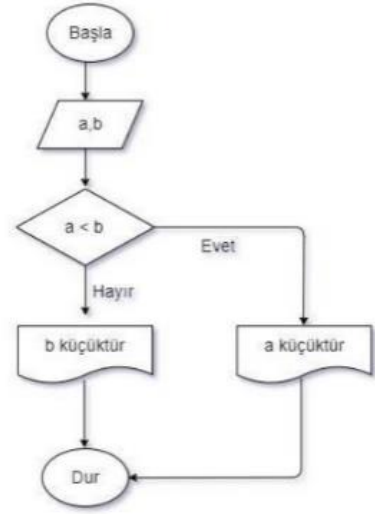 Başla
a,b
a < b
Evet
Hayır
b küçüktür
a küçüktür
Dur